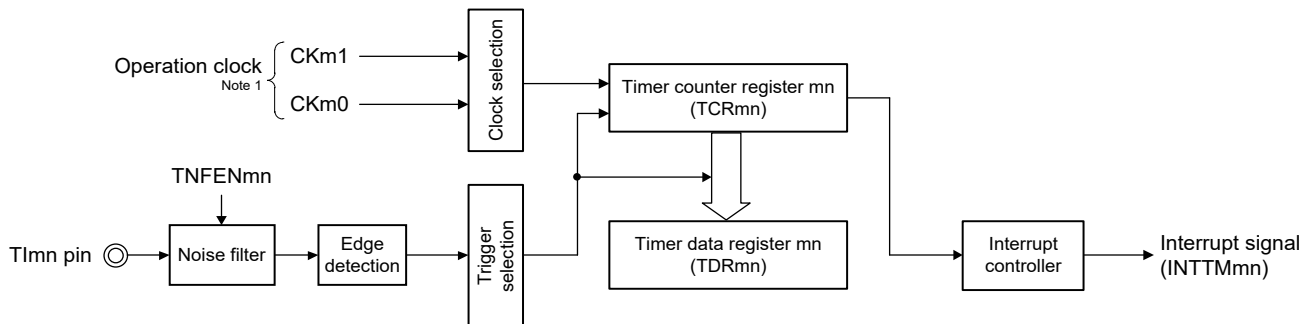 Operation clock
Note 1
CKm1
CKm0
Clock selection
Timer counter register mn
(TCRmn)
TNFENmn
TImn pin
Noise filter
Edge
detection
Trigger
selection
Timer data register mn
(TDRmn)
Interrupt
controller
Interrupt signal
(INTTMmn)